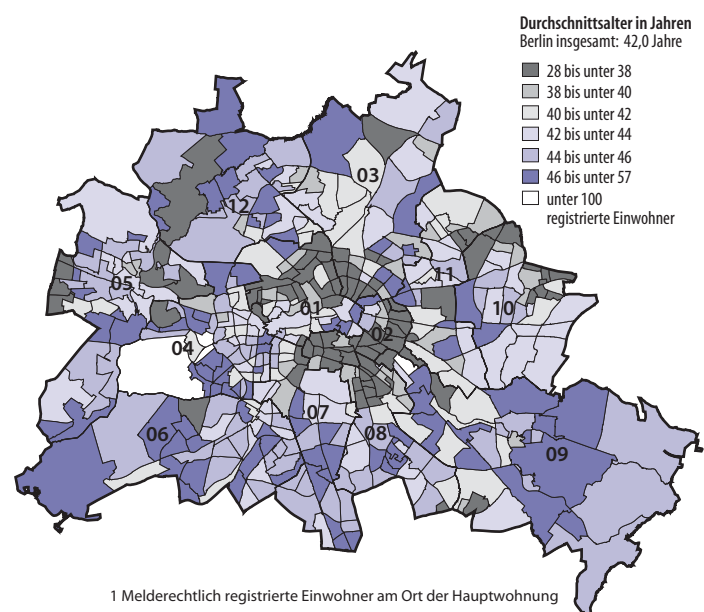 Durchschnittsalter in Jahren
Berlin insgesamt: 42,0 Jahre
28 bis unter 38
38 bis unter 40
40 bis unter 42
42 bis unter 44
44 bis unter 46
46 bis unter 57
unter 100
registrierte Einwohner
03
12
11
05
10
01
02
04
07
06
08
09
1 Melderechtlich registrierte Einwohner am Ort der Hauptwohnung